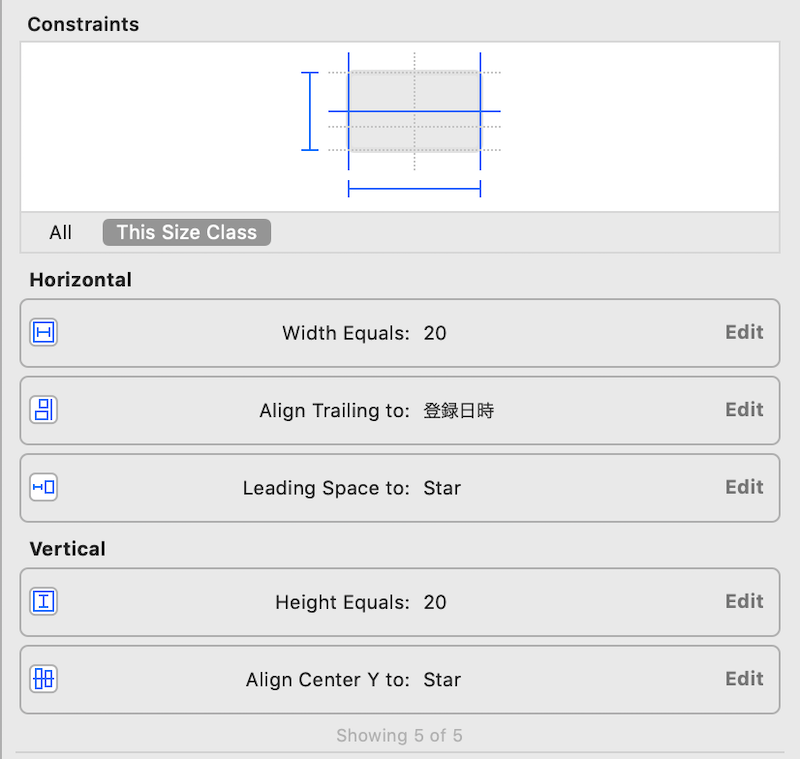 Constraints
All
This Size Class
Horizontal
Width Equals: 20 Edit
Align Trailing to: 登録日時 Edit
Leading Space to: Star Edit
Vertical
Height Equals: 20 Edit
Align Center Y to: Star Edit
Showing 5 of 5